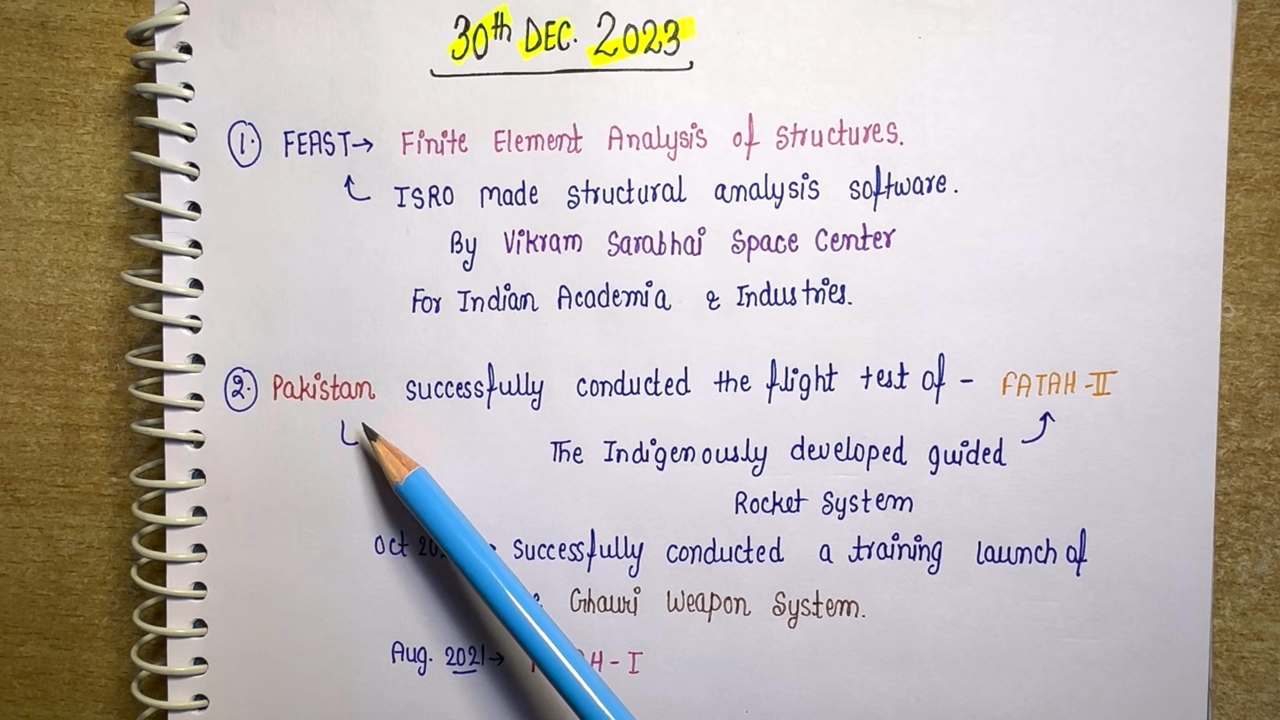 30th DEC. 2023
1. FEAST→ Finite Element Analysis of Structures.
ISRO made structural analysis software.
By Vikram Sarabhai Space Center
For Indian Academia & Industries.
2. Pakistan successfully conducted the flight test of - FATAH-II
The Indigenously developed guided
Rocket System
Oct successfully conducted a training launch of
Ghauri Weapon System.
Aug. 2021→ - I